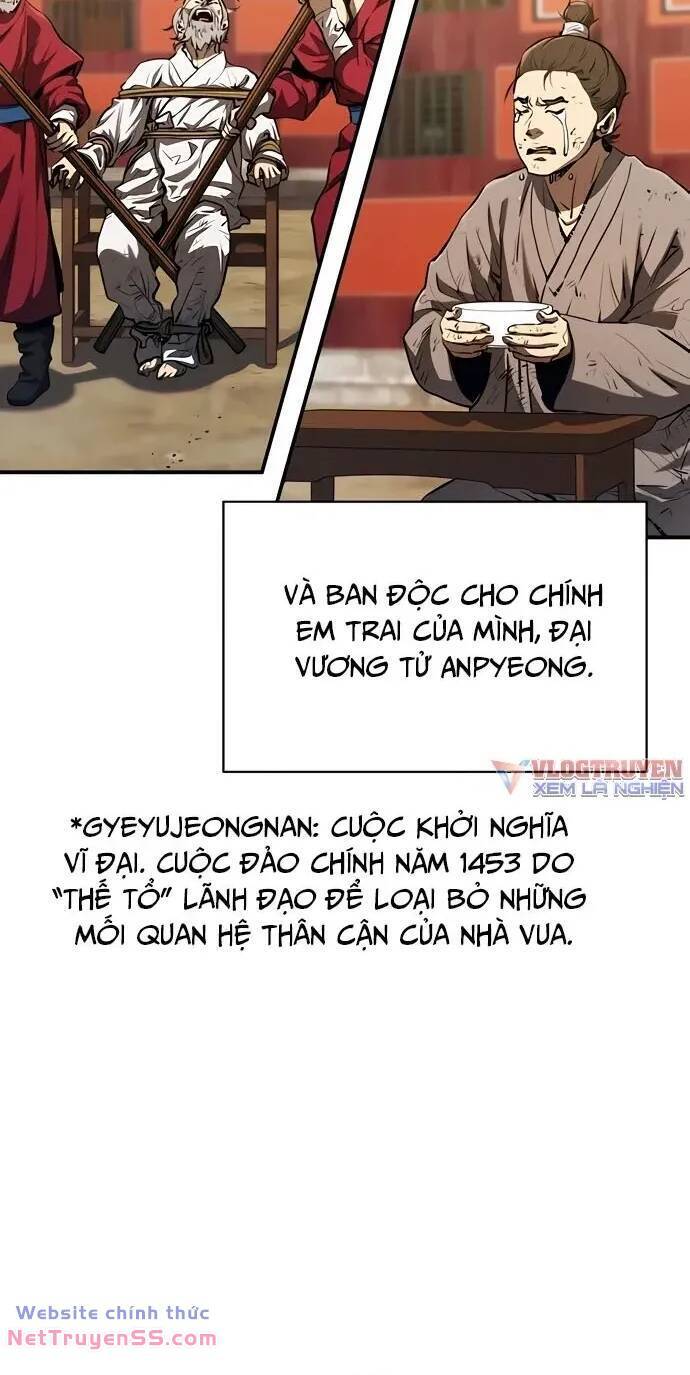 VÀ BAN ĐỘC CHO CHÍNH
EM TRAI CỦA MÌNH, ĐẠI
VƯƠNG TỬ ANPYEONG.
VLOGTRUYEN
XEM LÀ NGHIỆN
*GYEYUJEONGNAN: CUỘC KHỞI NGHĨA
VĨ ĐẠI. CUỘC ĐẢO CHÍNH NĂM 1453 DO
“THẾ TỔ” LÃNH ĐẠO ĐỂ LOẠI BỎ NHỮNG
MỐI QUAN HỆ THÂN CẬN CỦA NHÀ VUA.
Website chính thức
NetTruyenSS.com